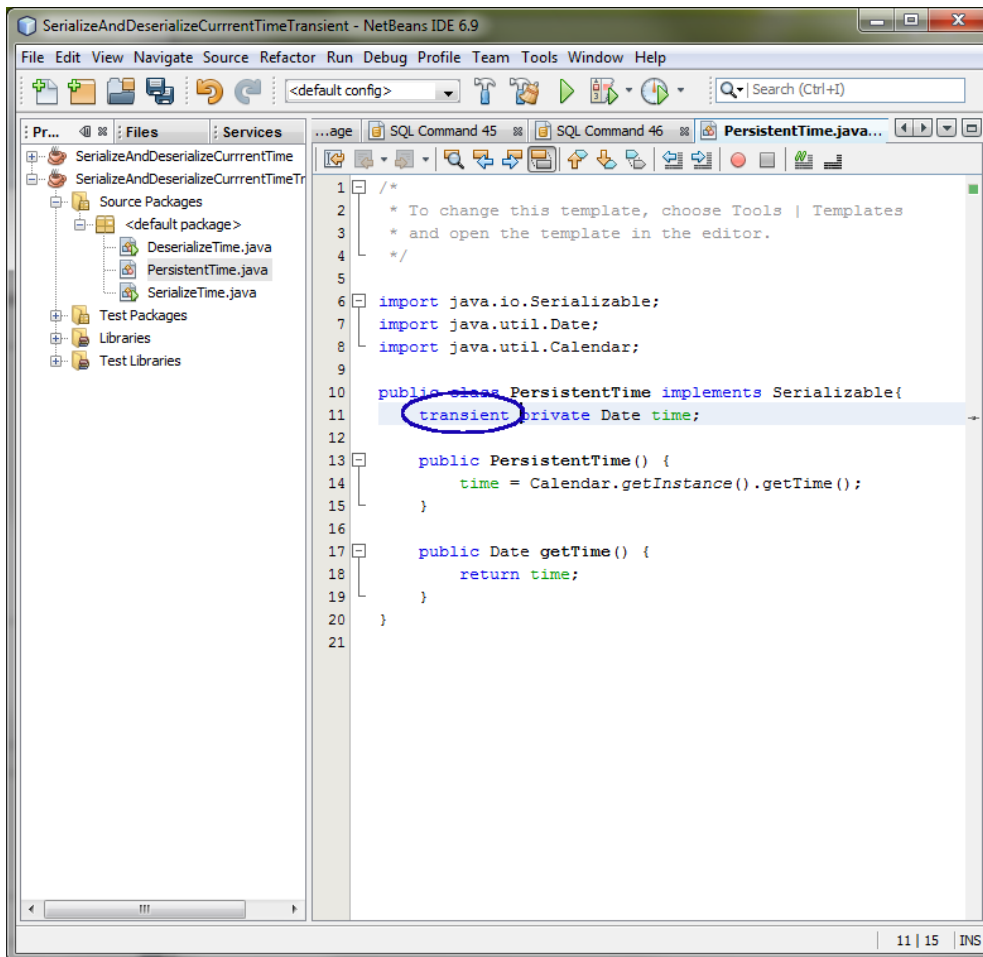 SerializeAndDeserializeCurrrentTimeTransient - NetBeans IDE 6.9
File Edit View Navigate Source Refactor Run Debug Profile Team Tools Window Help
<default config>
Search (Ctrl+I)
Pr... Files Services
...age SQL Command 45 SQL Command 46 PersistentTime.java...
SerializeAndDeserializeCurrrentTime
SerializeAndDeserializeCurrrentTimeTr
Source Packages
<default package>
DeserializeTime.java
PersistentTime.java
SerializeTime.java
Test Packages
Libraries
Test Libraries
1 /*
2 * To change this template, choose Tools | Templates
3 * and open the template in the editor.
4 */
5
6 import java.io.Serializable;
7 import java.util.Date;
8 import java.util.Calendar;
9
10 public class PersistentTime implements Serializable{
11 transient private Date time;
12
13 public PersistentTime() {
14 time = Calendar.getInstance().getTime();
15 }
16
17 public Date getTime() {
18 return time;
19 }
20 }
21
11 | 15 INS